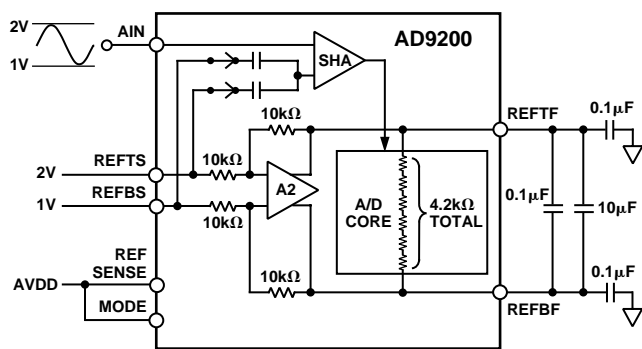 2V
1V
AIN
AD9200
SHA
0.1μF
10kΩ
REFTF
REFTS
10kΩ
2V
REFBS
1V
A2
10kΩ
A/D
CORE
4.2kΩ
TOTAL
0.1μF
10μF
REF
SENSE
AVDD
MODE
10kΩ
0.1μF
REFBF